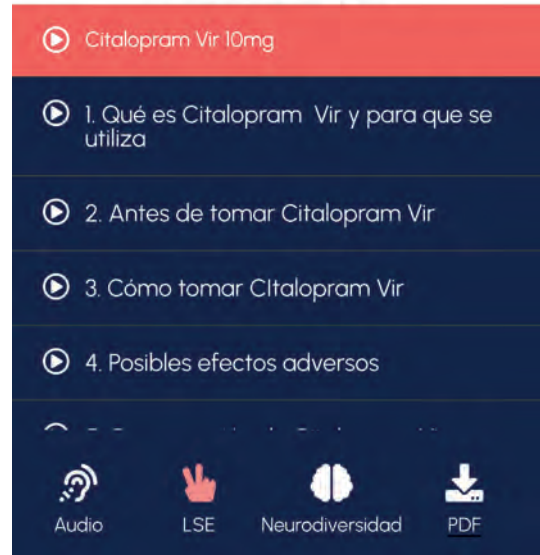 Citalopram Vir 10mg
1. Qué es Citalopram Vir y para que se
utiliza
2. Antes de tomar Citalopram Vir
3. Cómo tomar CItalopram Vir
4. Posibles efectos adversos
Audio
LSE
Neurodiversidad
PDF